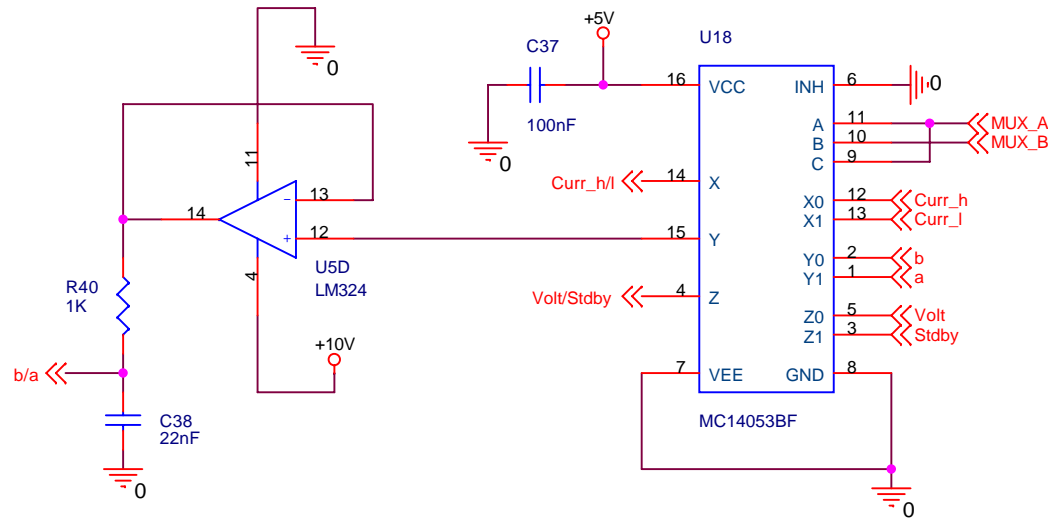 0
+5V
U18
C37
100nF
0
16
VCC
INH
6
0
A
11
MUX_A
B
10
MUX_B
C
9
11
13
14
−
12
+
4
U5D
LM324
R40
1K
+10V
b/a
C38
22nF
0
Curr_h/l
14
X
X0
12
Curr_h
X1
13
Curr_l
15
Y
Y0
2
b
Y1
1
a
Volt/Stdby
4
Z
Z0
5
Volt
Z1
3
Stdby
7
VEE
GND
8
MC14053BF
0